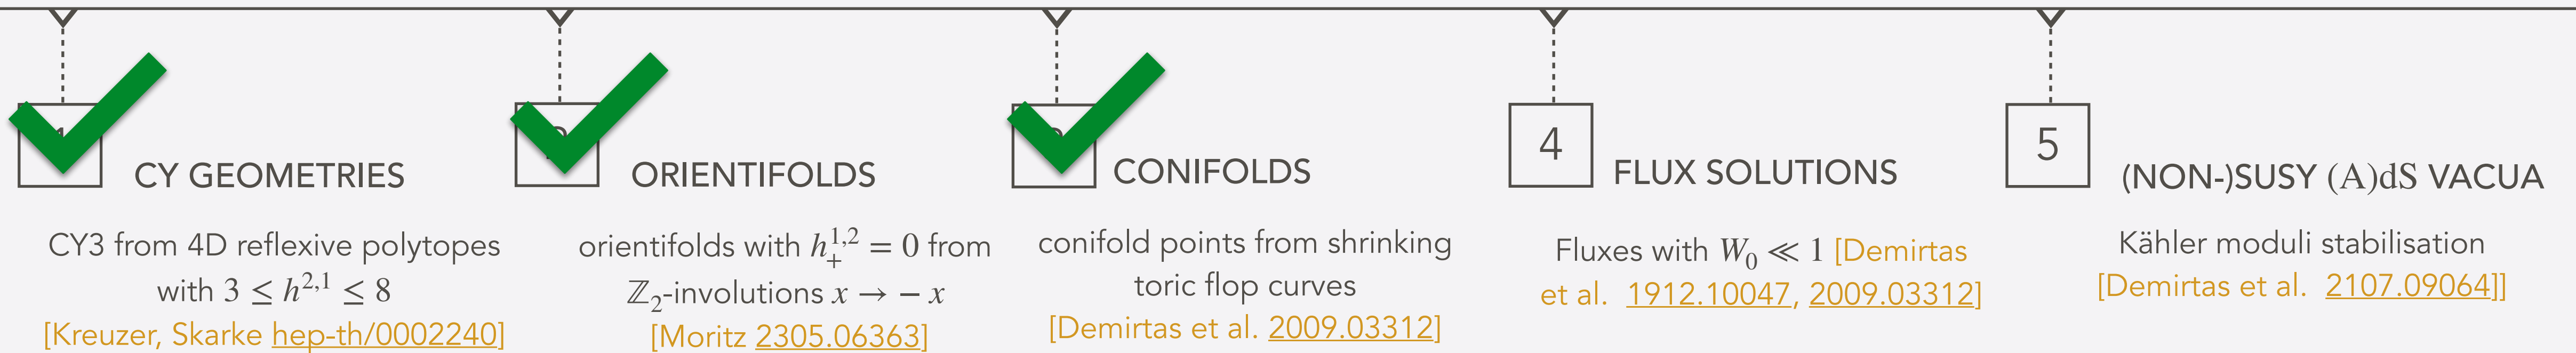 CY GEOMETRIES
CY3 from 4D reflexive polytopes
with 3 ≤ h^{2,1} ≤ 8
[Kreuzer, Skarke hep-th/0002240]
ORIENTIFOLDS
orientifolds with h_+^{1,2} = 0 from
ℤ_2-involutions x → − x
[Moritz 2305.06363]
CONIFOLDS
conifold points from shrinking
toric flop curves
[Demirtas et al. 2009.03312]
4
FLUX SOLUTIONS
Fluxes with W_0 ≪ 1 [Demirtas
et al. 1912.10047, 2009.03312]
5
(NON-)SUSY (A)dS VACUA
Kähler moduli stabilisation
[Demirtas et al. 2107.09064]]